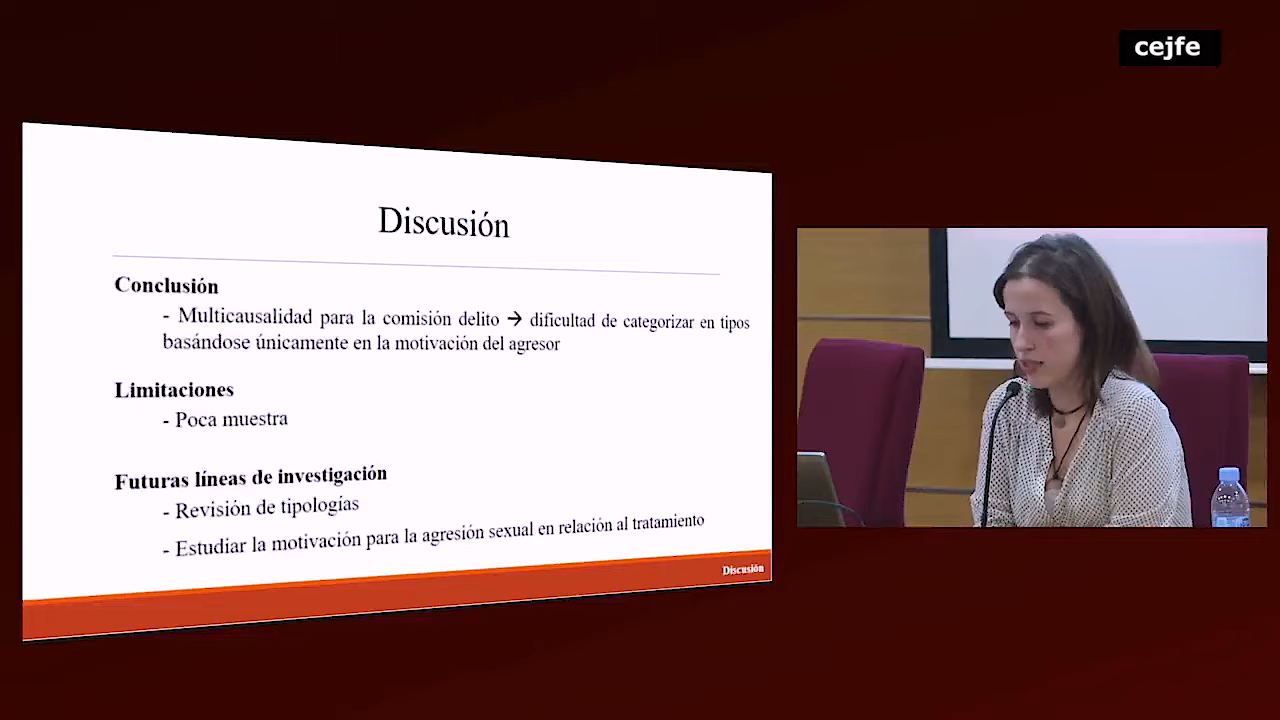 cejfe
Discusión
Conclusión
- Multicausalidad para la comisión delito → dificultad de categorizar en tipos
basándose únicamente en la motivación del agresor
Limitaciones
- Poca muestra
Futuras líneas de investigación
- Revisión de tipologías
- Estudiar la motivación para la agresión sexual en relación al tratamiento
Discusión